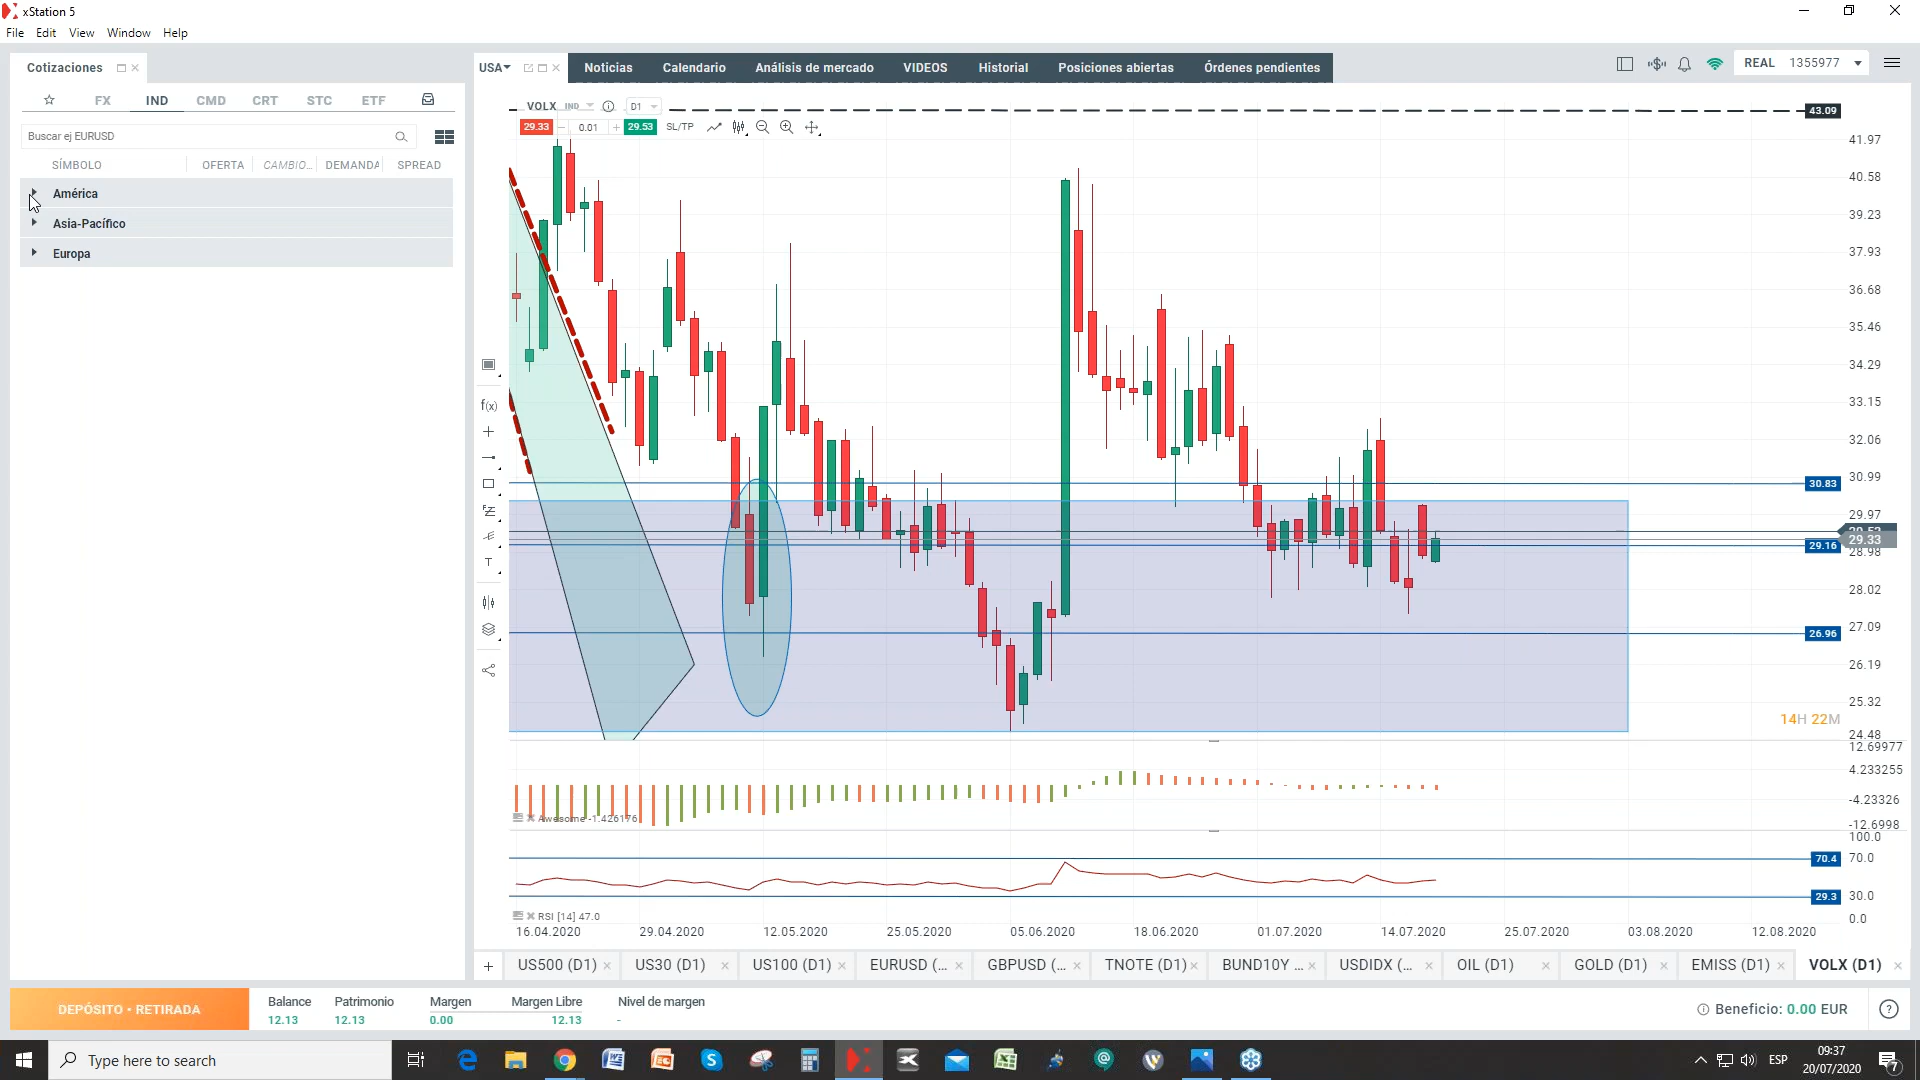 xStation 5
File Edit View Window Help
Cotizaciones
FX IND CMD CRT STC ETF
Buscar ej EURUSD
SÍMBOLO OFERTA CAMBIO... DEMANDA SPREAD
América
Asia-Pacífico
Europa
USA Noticias Calendario Análisis de mercado VIDEOS Historial Posiciones abiertas Órdenes pendientes
REAL 1355977
VOLX IND D1
29.33 0.01 29.53 SL/TP
f(x)
T
43.09
41.97
40.58
39.23
37.93
36.68
35.46
34.29
33.15
32.06
30.99
30.83
29.97
29.33
29.16
28.98
28.02
27.09
26.96
26.19
25.32
14H 22M
24.48
12.69977
4.233255
-4.23326
-12.6998
Awesome -1.426176
100.0
70.4 70.0
29.3 30.0
0.0
RSI [14] 47.0
16.04.2020 29.04.2020 12.05.2020 25.05.2020 05.06.2020 18.06.2020 01.07.2020 14.07.2020 25.07.2020 03.08.2020 12.08.2020
US500 (D1) US30 (D1) US100 (D1) EURUSD (... GBPUSD (... TNOTE (D1) BUND10Y ... USDIDX (... OIL (D1) GOLD (D1) EMISS (D1) VOLX (D1)
DEPÓSITO • RETIRADA
Balance Patrimonio Margen Margen Libre Nivel de margen
12.13 12.13 0.00 12.13 -
Beneficio: 0.00 EUR
Type here to search
ESP
09:37
20/07/2020
7